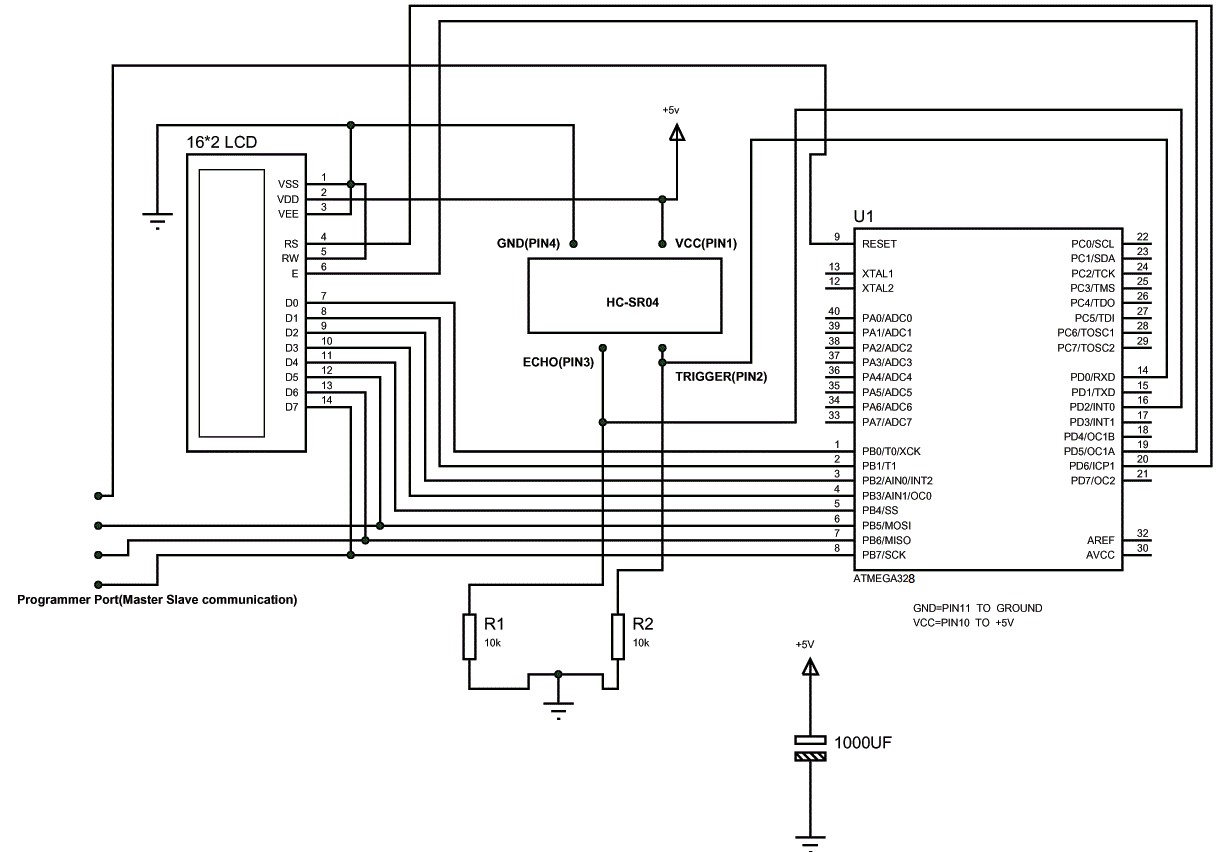 +5v
16*2 LCD
VSS 1
VDD 2
VEE 3
RS 4
RW 5
E 6
D0 7
D1 8
D2 9
D3 10
D4 11
D5 12
D6 13
D7 14
GND(PIN4)
VCC(PIN1)
HC-SR04
ECHO(PIN3)
TRIGGER(PIN2)
U1
9 RESET
13 XTAL1
12 XTAL2
40 PA0/ADC0
39 PA1/ADC1
38 PA2/ADC2
37 PA3/ADC3
36 PA4/ADC4
35 PA5/ADC5
34 PA6/ADC6
33 PA7/ADC7
1 PB0/T0/XCK
2 PB1/T1
3 PB2/AIN0/INT2
4 PB3/AIN1/OC0
5 PB4/SS
6 PB5/MOSI
7 PB6/MISO
8 PB7/SCK
PC0/SCL 22
PC1/SDA 23
PC2/TCK 24
PC3/TMS 25
PC4/TDO 26
PC5/TDI 27
PC6/TOSC1 28
PC7/TOSC2 29
PD0/RXD 14
PD1/TXD 15
PD2/INT0 16
PD3/INT1 17
PD4/OC1B 18
PD5/OC1A 19
PD6/ICP1 20
PD7/OC2 21
AREF 32
AVCC 30
ATMEGA328
Programmer Port(Master Slave communication)
GND=PIN11 TO GROUND
VCC=PIN10 TO +5V
R1
10k
R2
10k
+5V
1000UF